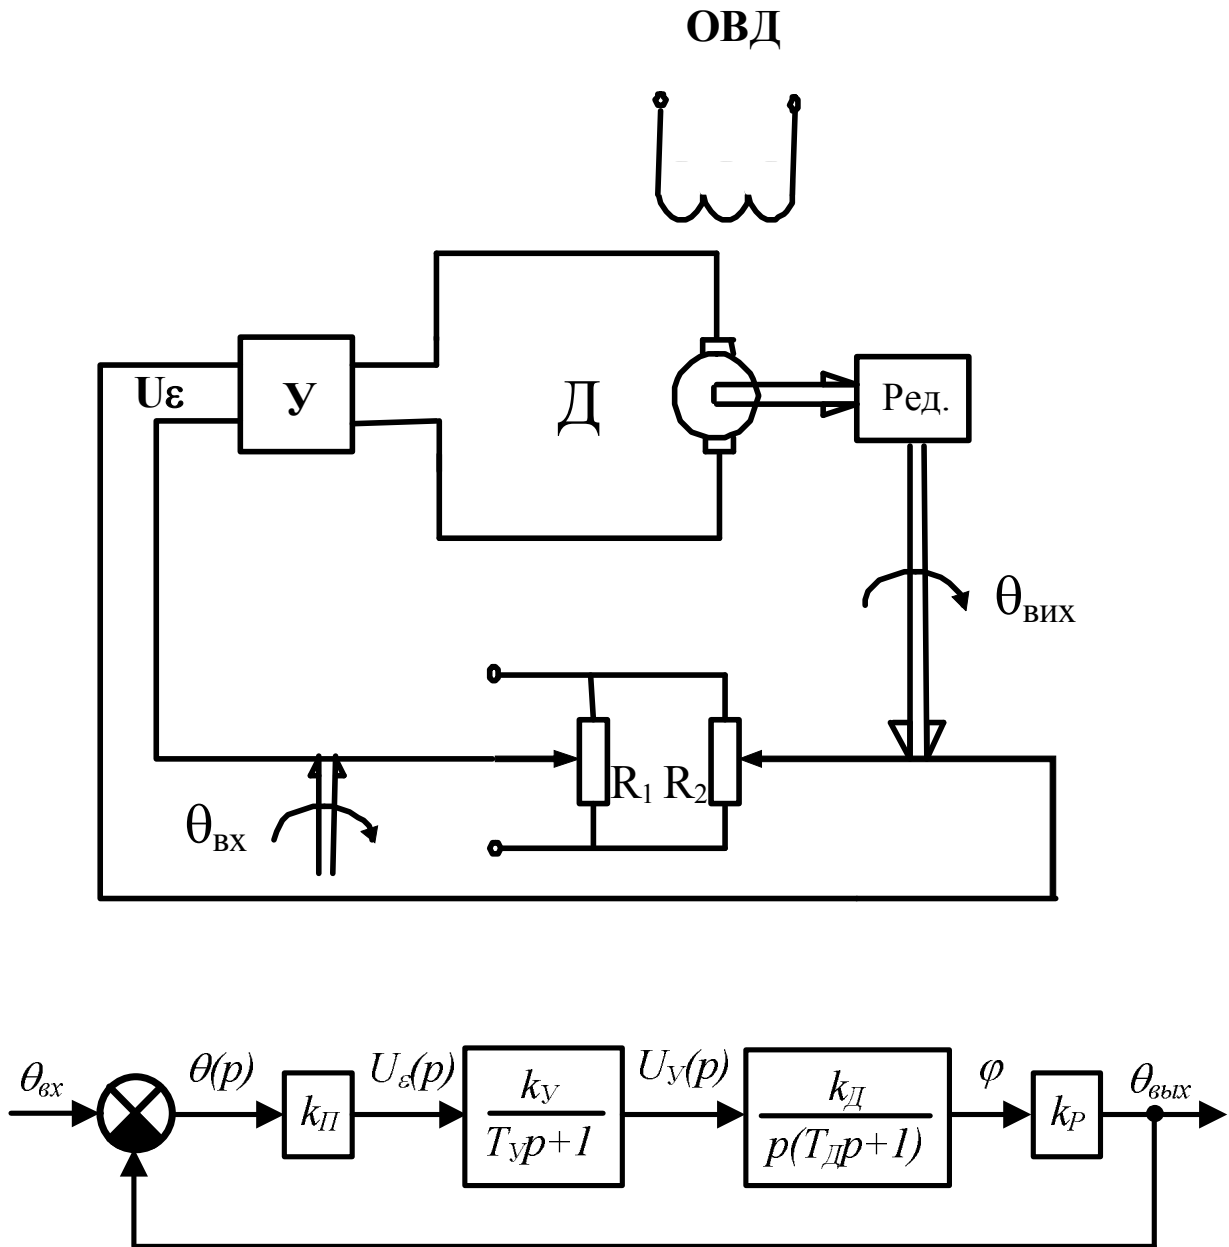 ОВД
Uε
У
Д
Ред.
θвих
R1 R2
θвх
θвх
θ(p)
kП
Uε(p)
kУ
TУp+1
UУ(p)
kД
p(TДp+1)
φ
kР
θвых